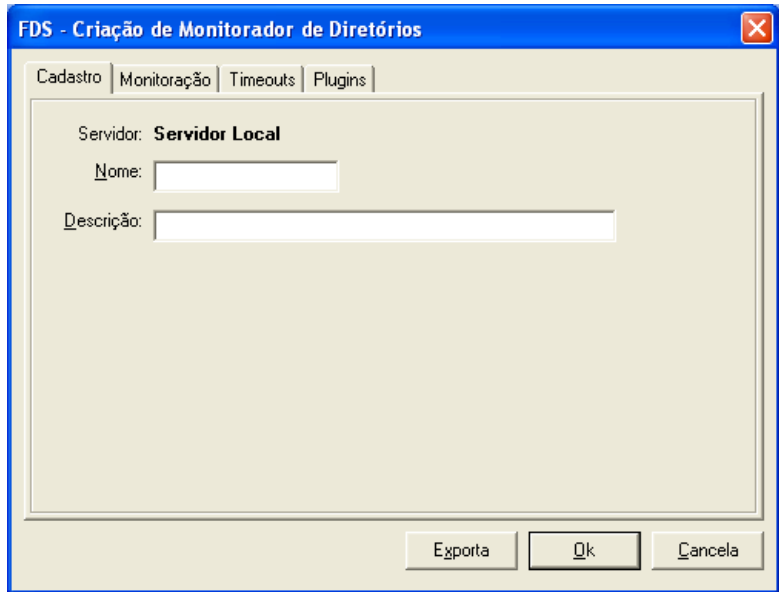 FDS - Criação de Monitorador de Diretórios
Cadastro Monitoração Timeouts Plugins
Servidor: Servidor Local
Nome:
Descrição:
Exporta Ok Cancela